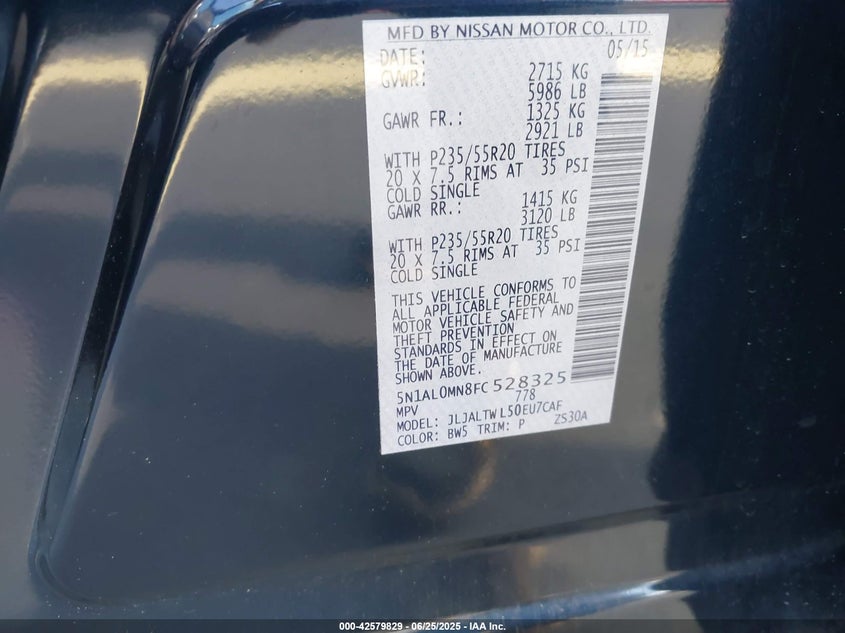 MFD BY NISSAN MOTOR CO., LTD.
DATE: 05/15
GVWR: 2715 KG
5986 LB
GAWR FR.: 1325 KG
2921 LB
WITH P235/55R20 TIRES
20 X 7.5 RIMS AT 35 PSI
COLD SINGLE
GAWR RR.: 1415 KG
3120 LB
WITH P235/55R20 TIRES
20 X 7.5 RIMS AT 35 PSI
COLD SINGLE
THIS VEHICLE CONFORMS TO
ALL APPLICABLE FEDERAL
MOTOR VEHICLE SAFETY AND
THEFT PREVENTION
STANDARDS IN EFFECT ON
THE DATE OF MANUFACTURE
SHOWN ABOVE.
5N1AL0MN8FC528325
MPV 778
MODEL: JLJALTWL50EU7CAF
COLOR: BW5 TRIM: P ZS30A
000-42579829 - 06/25/2025 - IAA Inc.